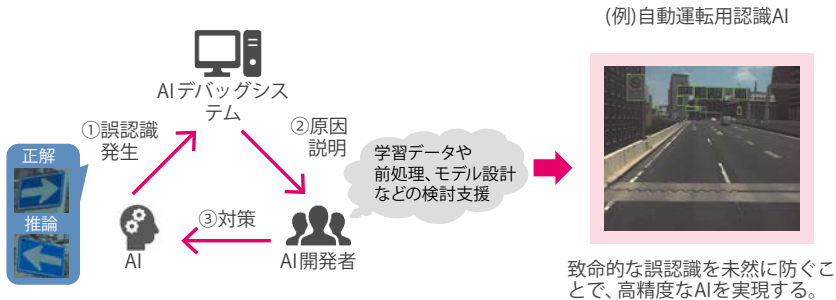 (例)自動運転用認識AI
AIデバッグシス
テム
①誤認識
発生
②原因
説明
正解
推論
学習データや
前処理、モデル設計
などの検討支援
③対策
AI
AI開発者
致命的な誤認識を未然に防ぐこ
とで、高精度なAIを実現する。